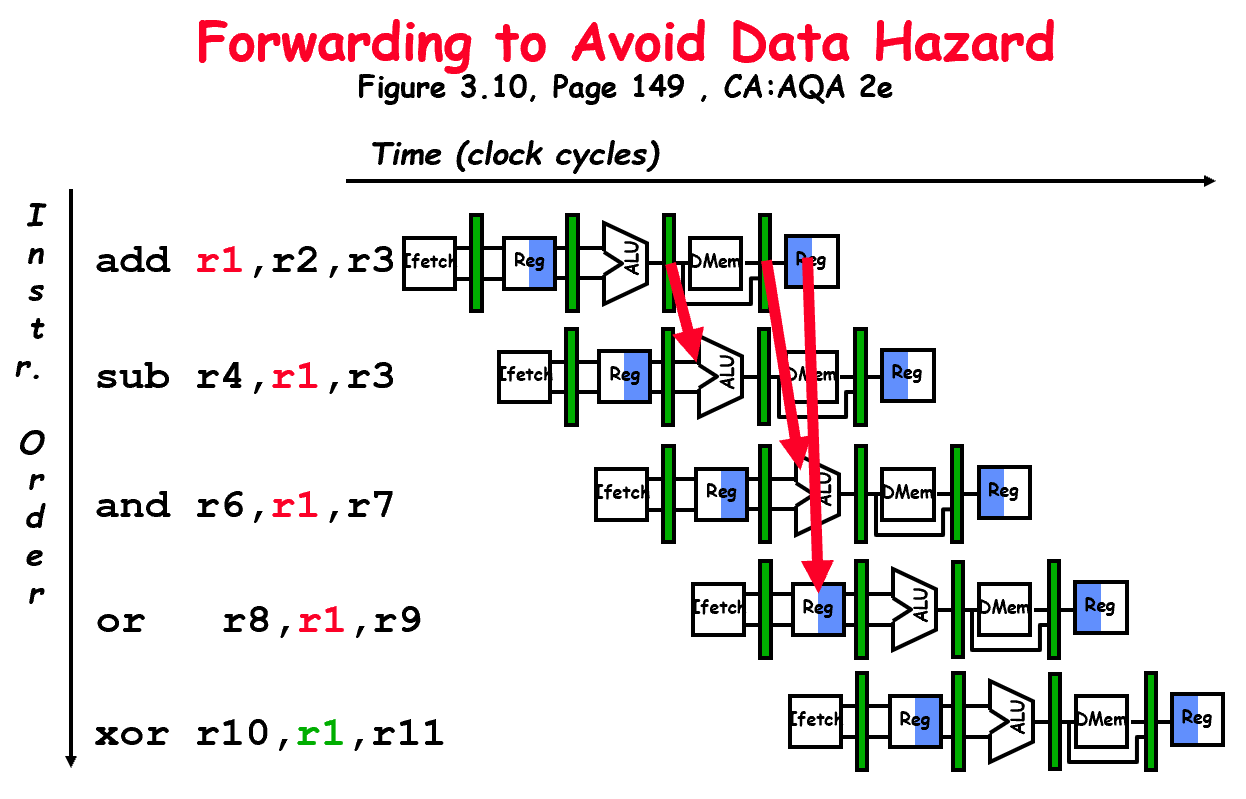 Forwarding to Avoid Data Hazard
Figure 3.10, Page 149 , CA:AQA 2e
Time (clock cycles)
Instr. Order
add r1,r2,r3
Ifetch Reg ALU DMem Reg
sub r4,r1,r3
Ifetch Reg ALU DMem Reg
and r6,r1,r7
Ifetch Reg ALU DMem Reg
or r8,r1,r9
Ifetch Reg ALU DMem Reg
xor r10,r1,r11
Ifetch Reg ALU DMem Reg